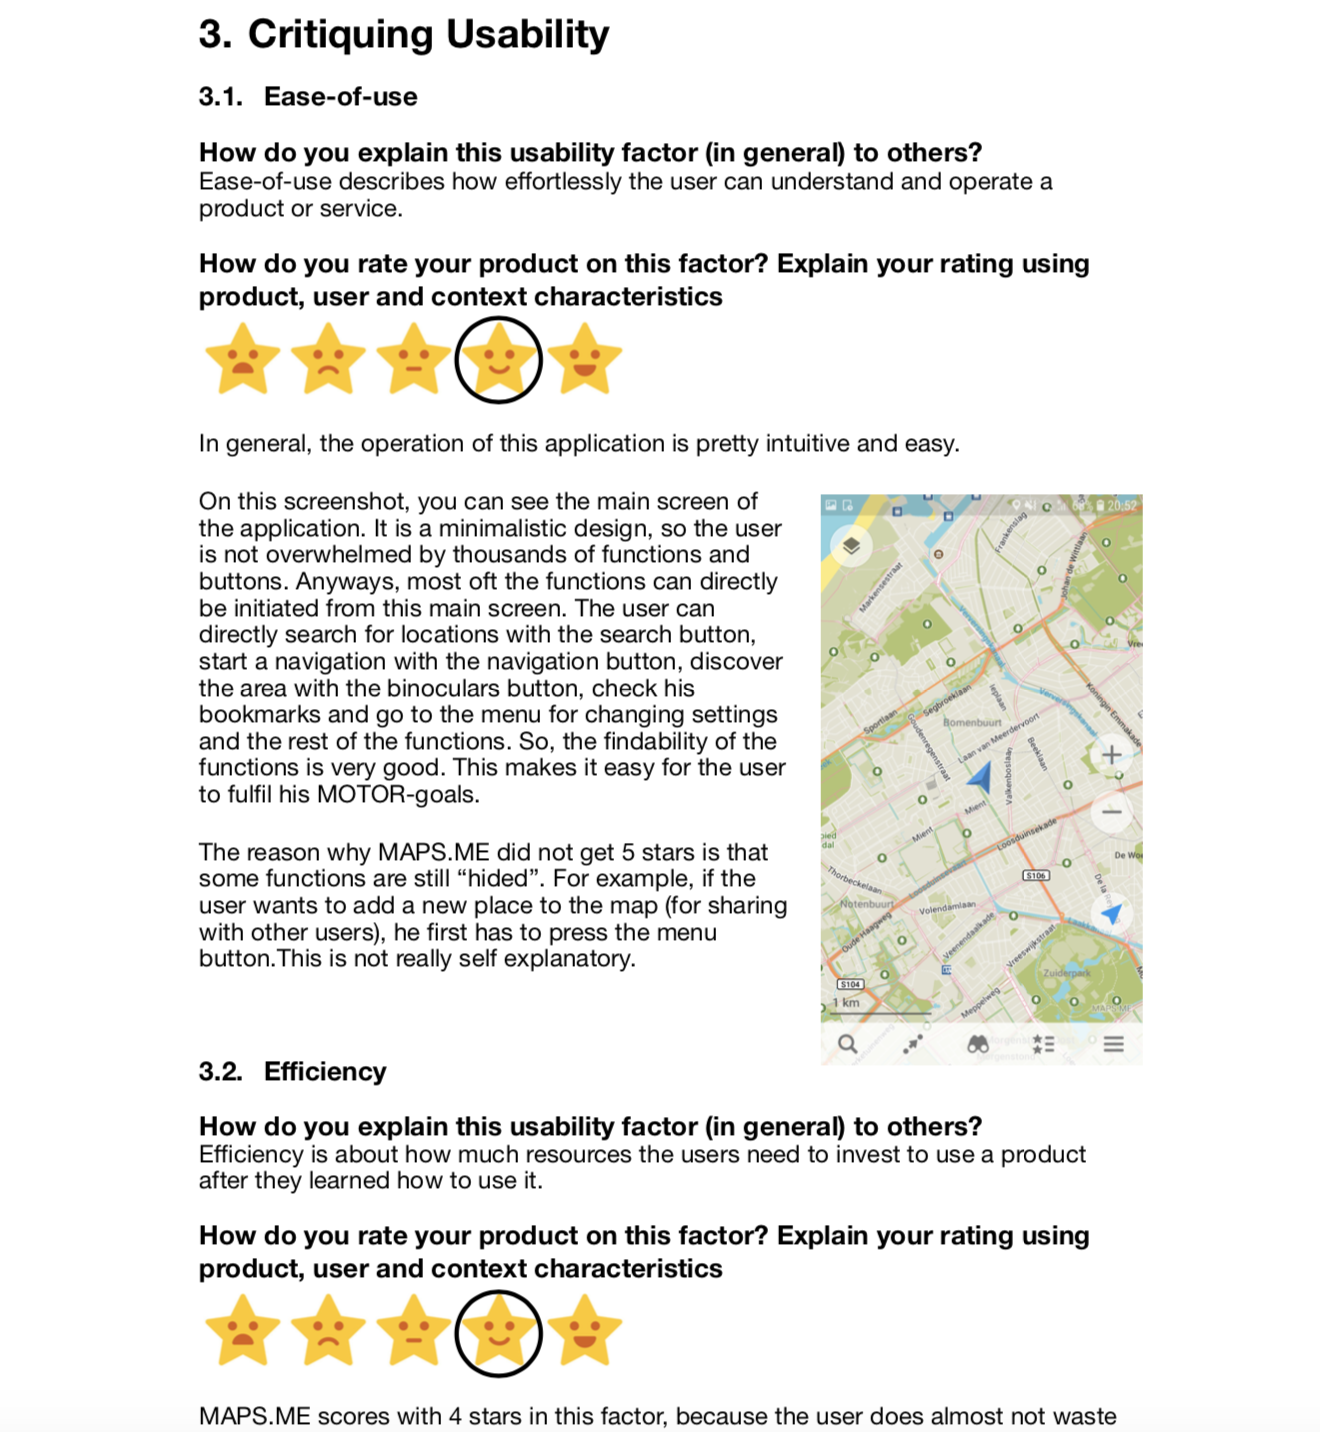 3. Critiquing Usability
3.1. Ease-of-use
How do you explain this usability factor (in general) to others?
Ease-of-use describes how effortlessly the user can understand and operate a
product or service.
How do you rate your product on this factor? Explain your rating using
product, user and context characteristics
In general, the operation of this application is pretty intuitive and easy.
On this screenshot, you can see the main screen of
the application. It is a minimalistic design, so the user
is not overwhelmed by thousands of functions and
buttons. Anyways, most oft the functions can directly
be initiated from this main screen. The user can
directly search for locations with the search button,
start a navigation with the navigation button, discover
the area with the binoculars button, check his
bookmarks and go to the menu for changing settings
and the rest of the functions. So, the findability of the
functions is very good. This makes it easy for the user
to fulfil his MOTOR-goals.
The reason why MAPS.ME did not get 5 stars is that
some functions are still “hided”. For example, if the
user wants to add a new place to the map (for sharing
with other users), he first has to press the menu
button.This is not really self explanatory.
20:52
Frankenslag
Johan de Wittlaan
Markensestraat
Sportlaan
Segbroeklaan
Goudenregenstraat
Bomenbuurt
Laan van Meerdervoort
Beeklaan
Valkenboslaan
Koningin Emmakade
Mient
Mient
Loosduinsekade
De
S106
Thorbeckelaan
Notenbuurt
Volendamlaan
De la
Oude Haagweg
Veenendaalkade
Vreeswijkstraat
Zuiderpark
S104
1 km
Meppelweg
MAPS.ME
3.2. Efficiency
How do you explain this usability factor (in general) to others?
Efficiency is about how much resources the users need to invest to use a product
after they learned how to use it.
How do you rate your product on this factor? Explain your rating using
product, user and context characteristics
MAPS.ME scores with 4 stars in this factor, because the user does almost not waste